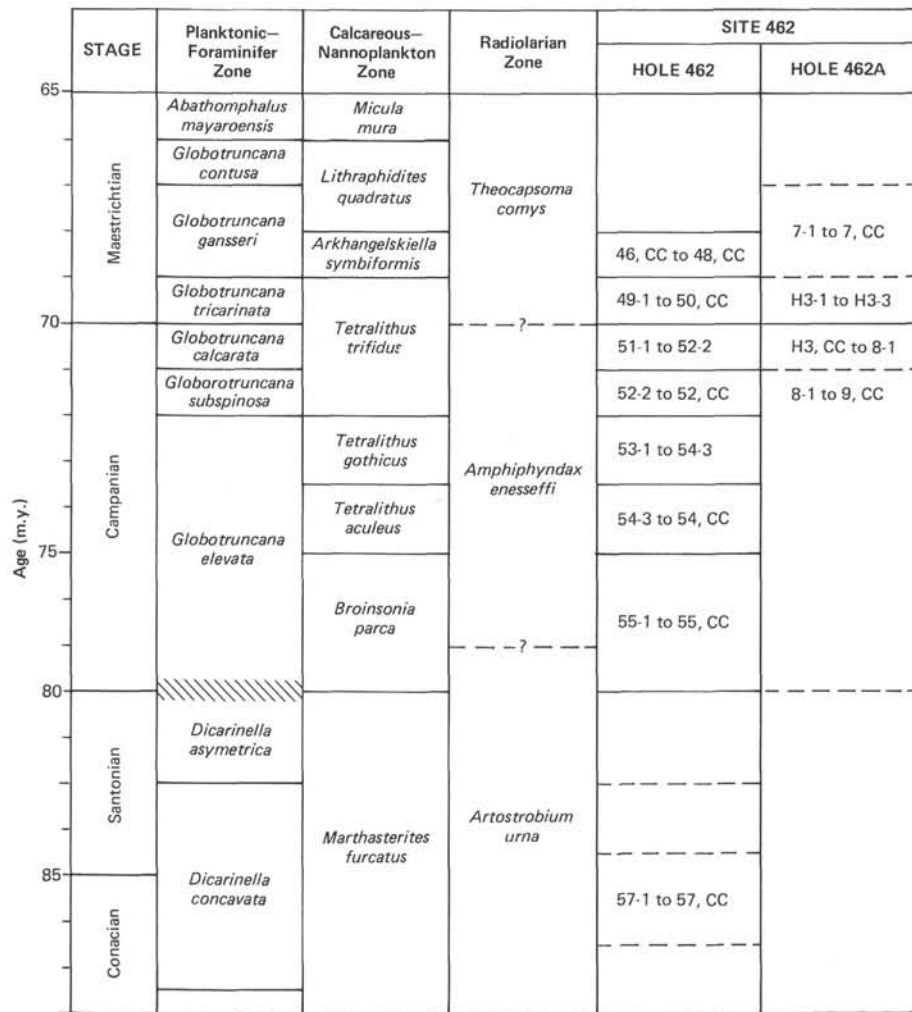 STAGE
Planktonic—
Foraminifer
Zone
Calcareous—
Nannoplankton
Zone
Radiolarian
Zone
SITE 462
HOLE 462
HOLE 462A
Age (m.y.)
65
70
75
80
85
Maestrichtian
Campanian
Santonian
Conacian
Abathomphalus
mayaroensis
Globotruncana
contusa
Globotruncana
gansseri
Globotruncana
tricarinata
Globotruncana
calcarata
Globorotruncana
subspinosa
Globotruncana
elevata
Dicarinella
asymetrica
Dicarinella
concavata
Micula
mura
Lithraphidites
quadratus
Arkhangelskiella
symbiformis
Tetralithus
trifidus
Tetralithus
gothicus
Tetralithus
aculeus
Broinsonia
parca
Marthasterites
furcatus
Theocapsoma
comys
?
Amphiphyndax
enesseffi
?
Artostrobium
urna
46, CC to 48, CC
49-1 to 50, CC
51-1 to 52-2
52-2 to 52, CC
53-1 to 54-3
54-3 to 54, CC
55-1 to 55, CC
57-1 to 57, CC
7-1 to 7, CC
H3-1 to H3-3
H3, CC to 8-1
8-1 to 9, CC